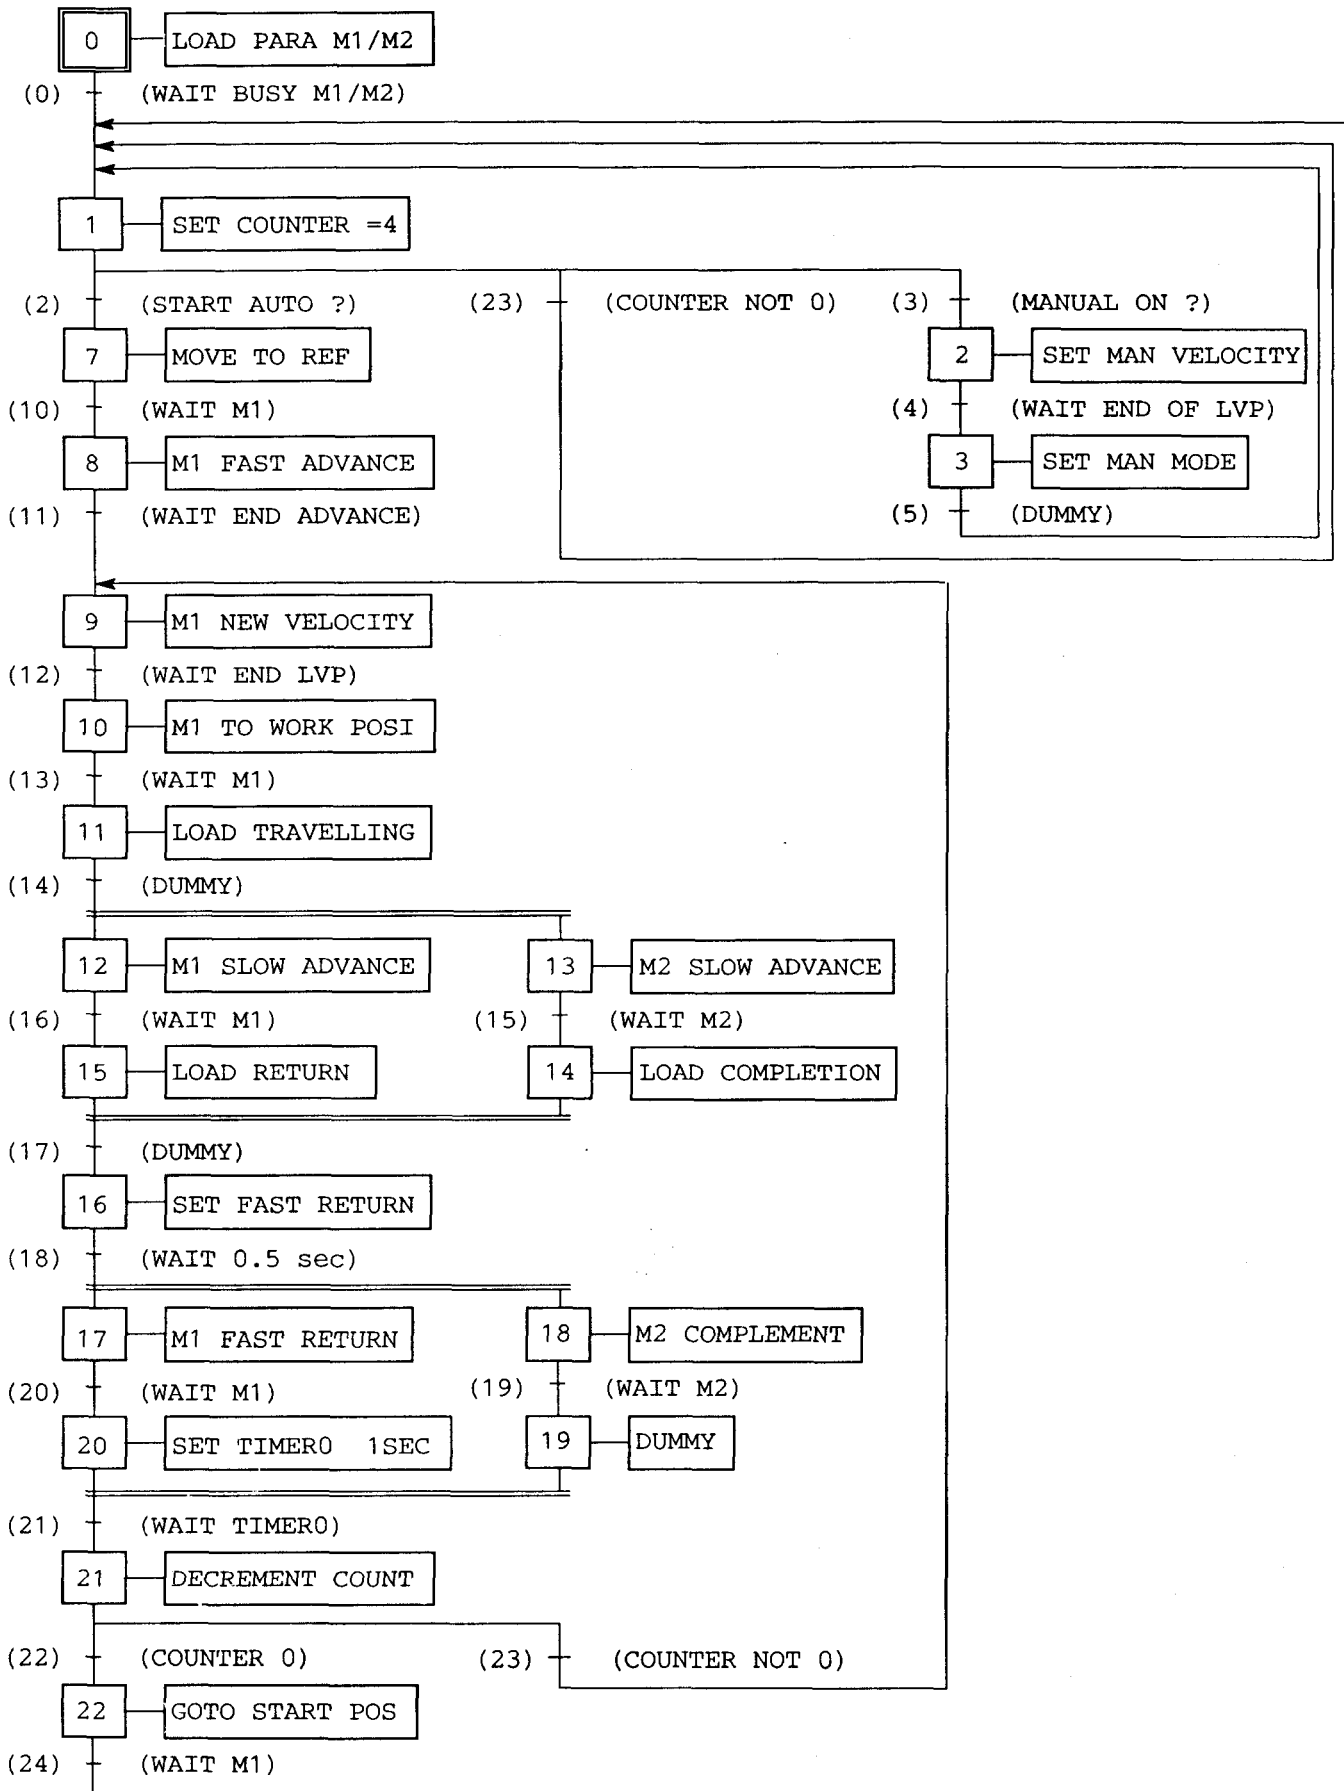 0 LOAD PARA M1/M2
(0) (WAIT BUSY M1/M2)
1 SET COUNTER =4
(2) (START AUTO ?) (23) (COUNTER NOT 0) (3) (MANUAL ON ?)
7 MOVE TO REF 2 SET MAN VELOCITY
(10) (WAIT M1) (4) (WAIT END OF LVP)
8 M1 FAST ADVANCE 3 SET MAN MODE
(11) (WAIT END ADVANCE) (5) (DUMMY)
9 M1 NEW VELOCITY
(12) (WAIT END LVP)
10 M1 TO WORK POSI
(13) (WAIT M1)
11 LOAD TRAVELLING
(14) (DUMMY)
12 M1 SLOW ADVANCE 13 M2 SLOW ADVANCE
(16) (WAIT M1) (15) (WAIT M2)
15 LOAD RETURN 14 LOAD COMPLETION
(17) (DUMMY)
16 SET FAST RETURN
(18) (WAIT 0.5 sec)
17 M1 FAST RETURN 18 M2 COMPLEMENT
(20) (WAIT M1) (19) (WAIT M2)
20 SET TIMER0 1SEC 19 DUMMY
(21) (WAIT TIMER0)
21 DECREMENT COUNT
(22) (COUNTER 0) (23) (COUNTER NOT 0)
22 GOTO START POS
(24) (WAIT M1)